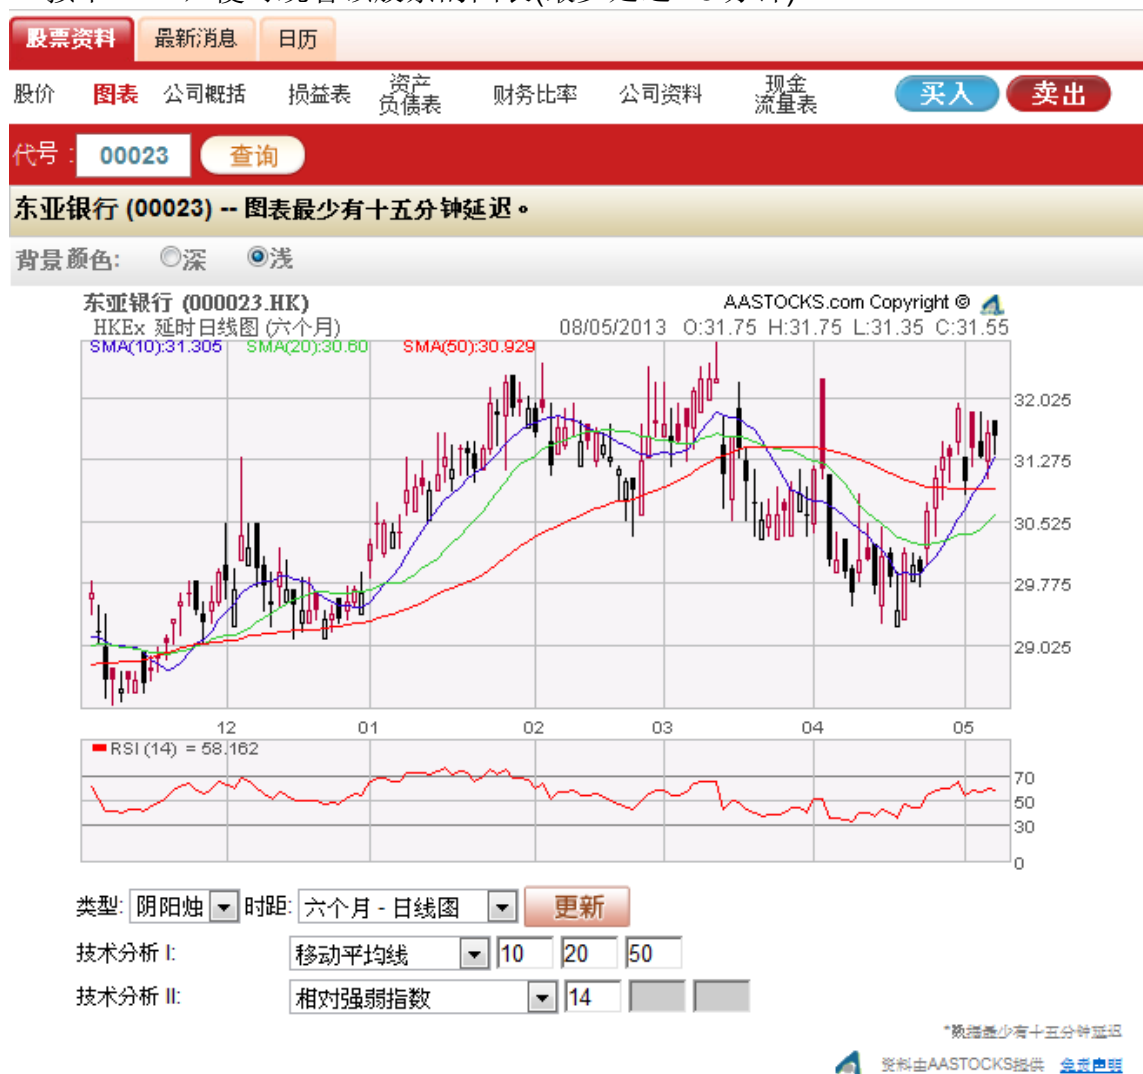 股票资料 最新消息 日历
股价 图表 公司概括 损益表 资产负债表 财务比率 公司资料 现金流量表 买入 卖出
代号 : 00023 查询
东亚银行 (00023) -- 图表最少有十五分钟延迟。
背景颜色: 深 浅
东亚银行 (000023.HK) AASTOCKS.com Copyright ©
HKEx 延时日线图 (六个月) 08/05/2013 O:31.75 H:31.75 L:31.35 C:31.55
SMA(10):31.305 SMA(20):30.60 SMA(50):30.929
32.025
31.275
30.525
29.775
29.025
12 01 02 03 04 05
RSI (14) = 58.162
70
50
30
0
类型: 阴阳烛 时距: 六个月 - 日线图 更新
技术分析 I: 移动平均线 10 20 50
技术分析 II: 相对强弱指数 14
*数据最少有十五分钟延迟
资料由AASTOCKS提供 免责声明